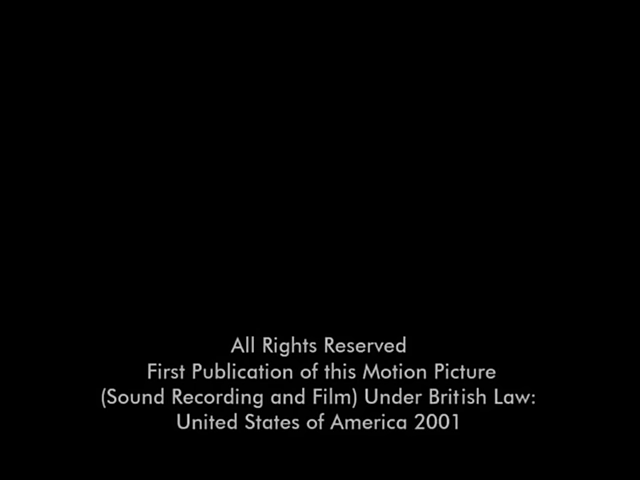 All Rights Reserved
First Publication of this Motion Picture
(Sound Recording and Film) Under British Law:
United States of America 2001